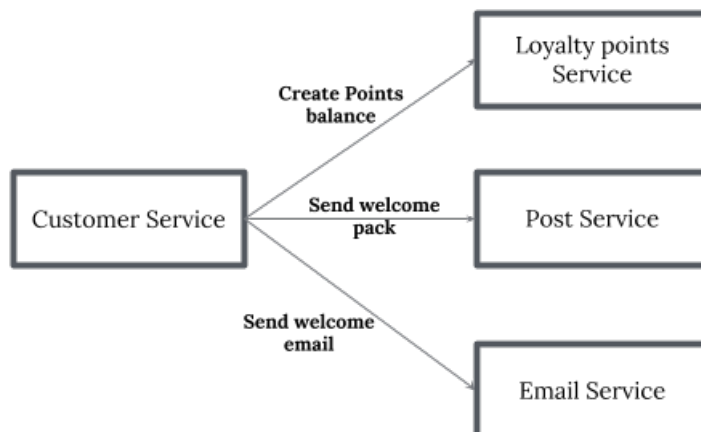 Loyalty points
Service
Create Points
balance
Customer Service
Send welcome
pack
Post Service
Send welcome
email
Email Service